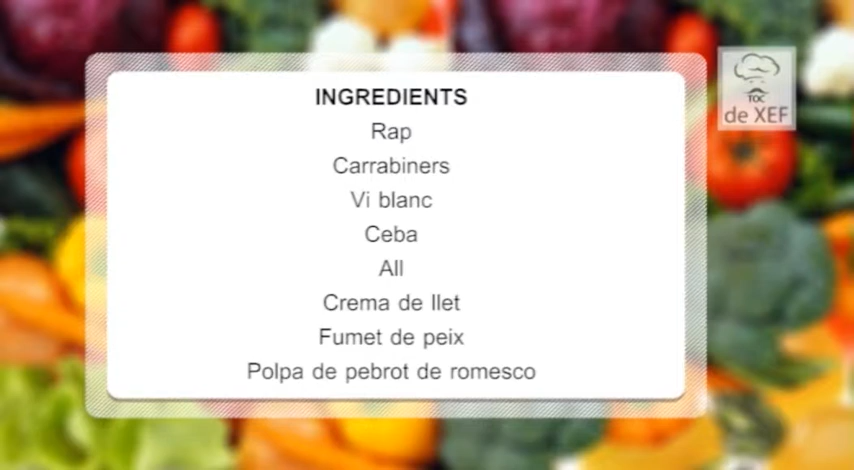 INGREDIENTS
Rap
Carrabiners
Vi blanc
Ceba
All
Crema de llet
Fumet de peix
Polpa de pebrot de romesco
TOC
de XEF